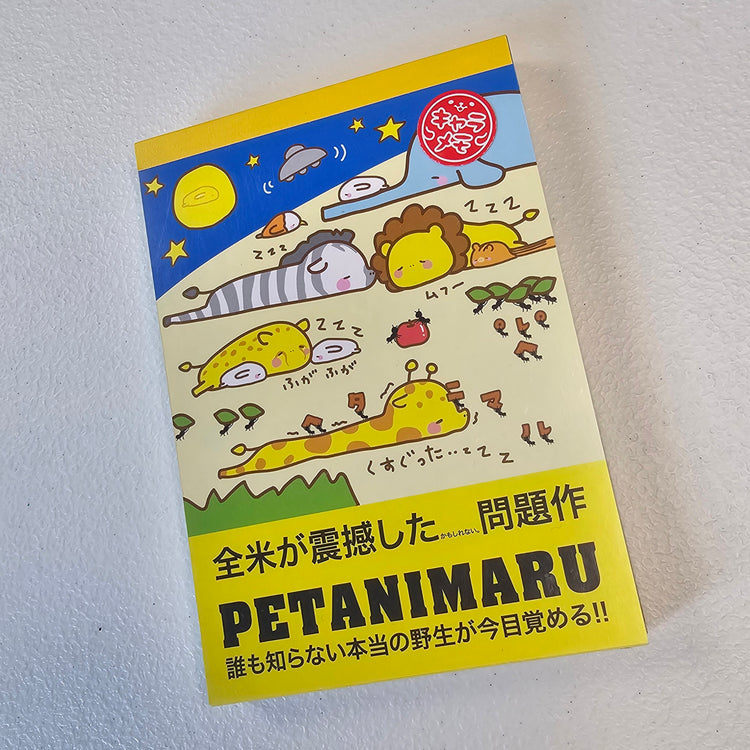 キャラ
メモ
zzz
ZZZ
ムフー
ZZZ
ふが ふが
くすぐった‥ZZZ
全米が震撼した かもしれない。 問題作
PETANIMARU
誰も知らない本当の野生が今目覚める!!